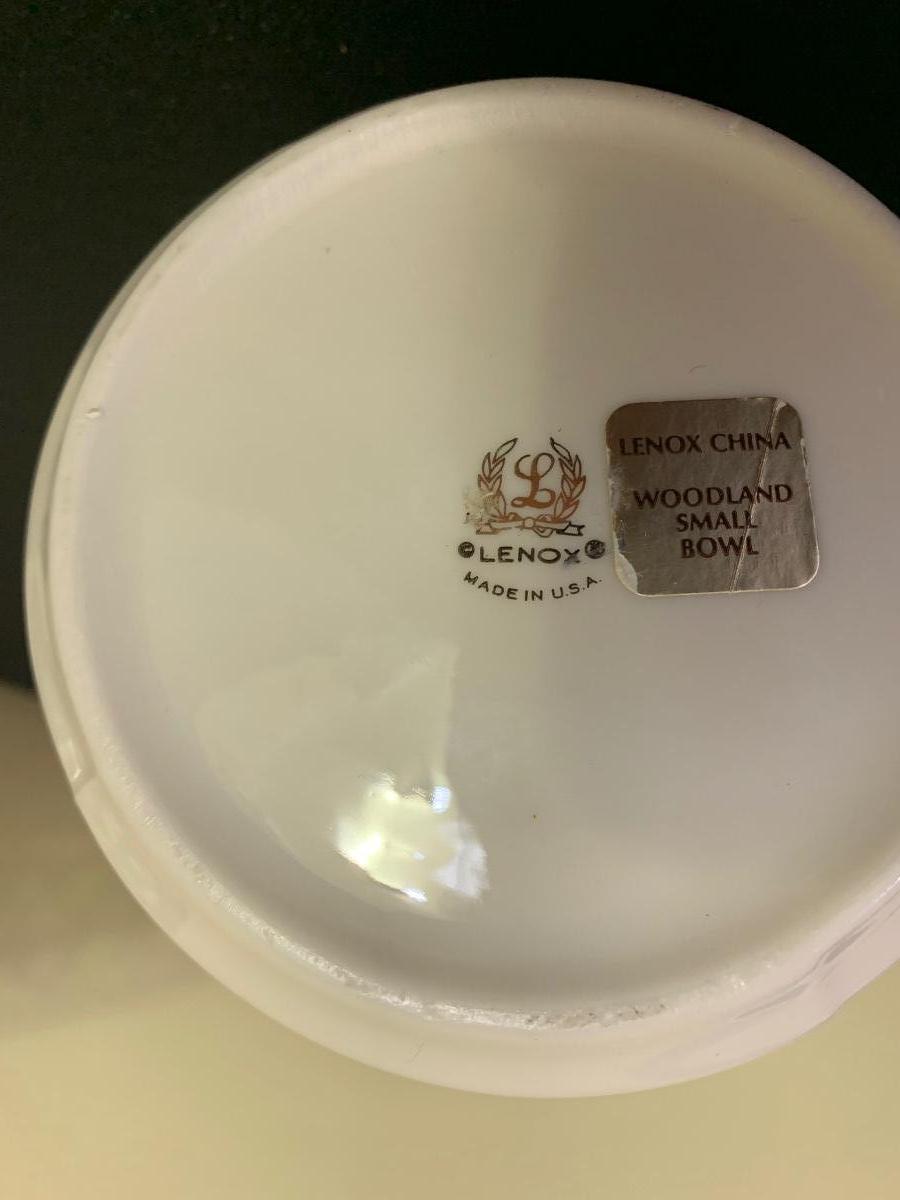 L
©LENOX®
MADE IN U.S.A.
LENOX CHINA
WOODLAND
SMALL
BOWL